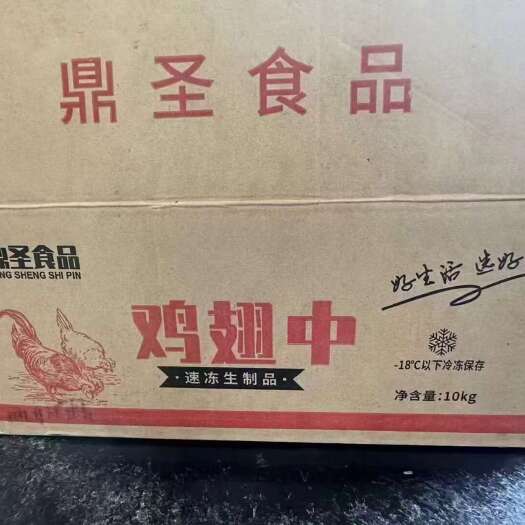 鼎圣食品
鼎圣食品
NG SHENG SHI PIN
好生活 选好
鸡翅中
·速冻生制品·
-18℃以下冷冻保存
净含量:10kg